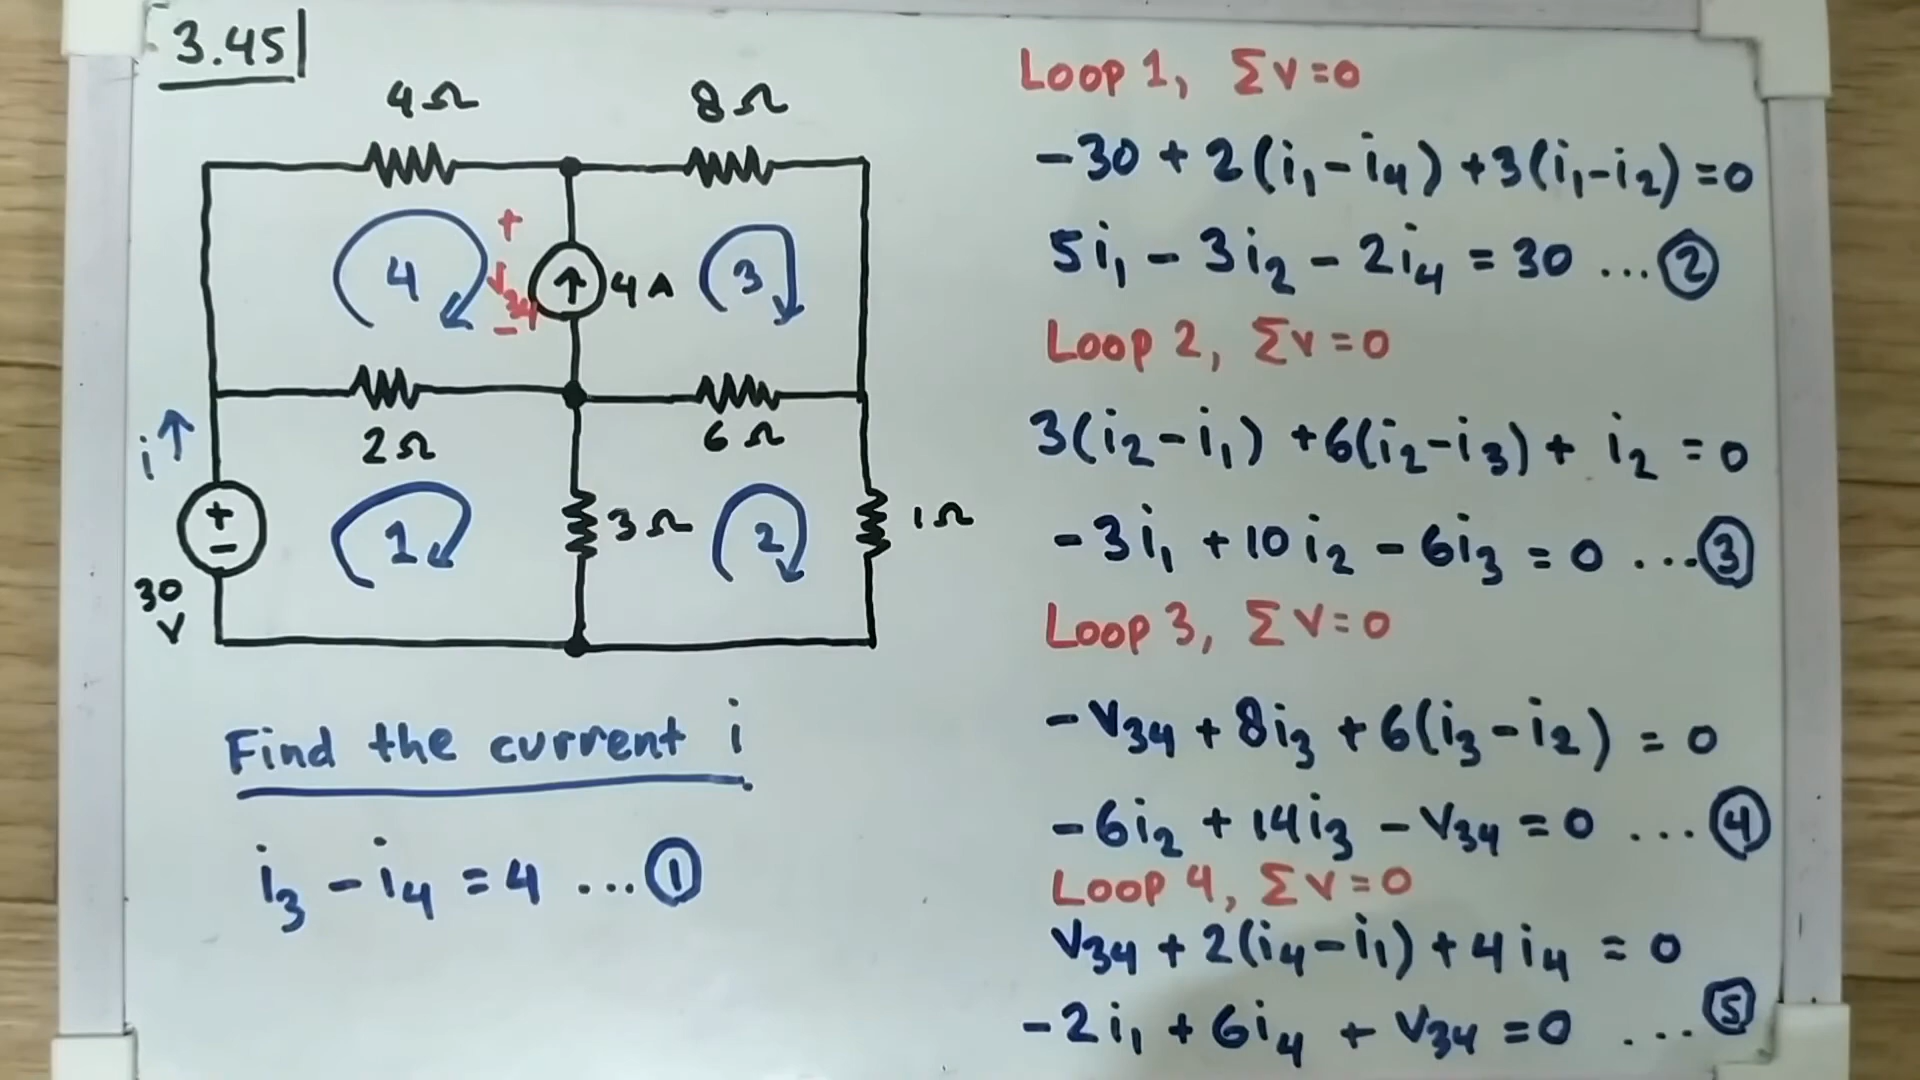 3.45
4Ω
8Ω
+
4
V34
4A
3
-
i
2Ω
6Ω
+
-
1
3Ω
2
1Ω
30
V
Find the current i
i3 - i4 = 4 ...①
Loop 1, ΣV=0
-30 + 2(i1 - i4) + 3(i1 - i2) = 0
5i1 - 3i2 - 2i4 = 30 ...②
Loop 2, ΣV=0
3(i2 - i1) + 6(i2 - i3) + i2 = 0
-3i1 + 10i2 - 6i3 = 0 ...③
Loop 3, ΣV=0
-V34 + 8i3 + 6(i3 - i2) = 0
-6i2 + 14i3 - V34 = 0 ...④
Loop 4, ΣV=0
V34 + 2(i4 - i1) + 4i4 = 0
-2i1 + 6i4 + V34 = 0 ...⑤